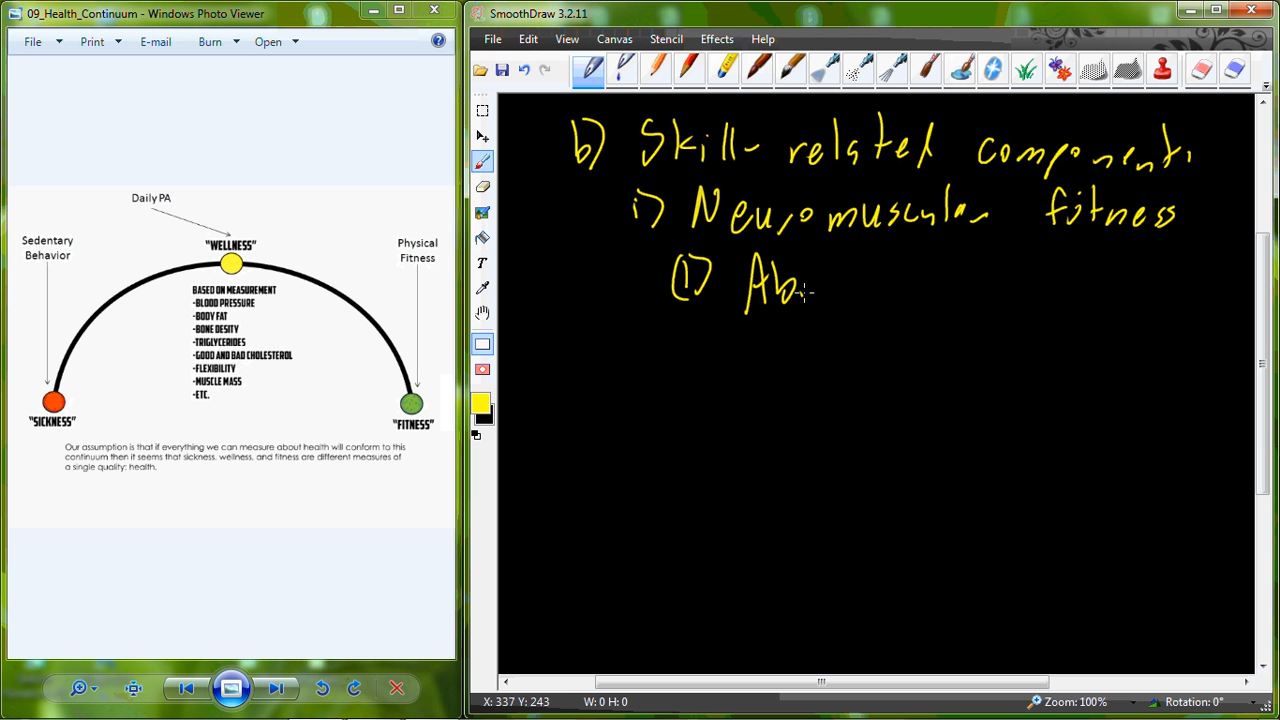 09_Health_Continuum - Windows Photo Viewer
File Print E-mail Burn Open
Daily PA
Sedentary
Behavior
"WELLNESS"
Physical
Fitness
BASED ON MEASUREMENT
-BLOOD PRESSURE
-BODY FAT
-BONE DESITY
-TRIGLYCERIDES
-GOOD AND BAD CHOLESTEROL
-FLEXIBILITY
-MUSCLE MASS
-ETC.
"SICKNESS"
"FITNESS"
Our assumption is that if everything we can measure about health will conform to this
continuum then it seems that sickness, wellness, and fitness are different measures of
a single quality: health.
SmoothDraw 3.2.11
File Edit View Canvas Stencil Effects Help
b) Skill-related component.
i) Neuromuscular fitness
(1) Ab
X: 337 Y: 243 W: 0 H: 0 Zoom: 100% Rotation: 0°